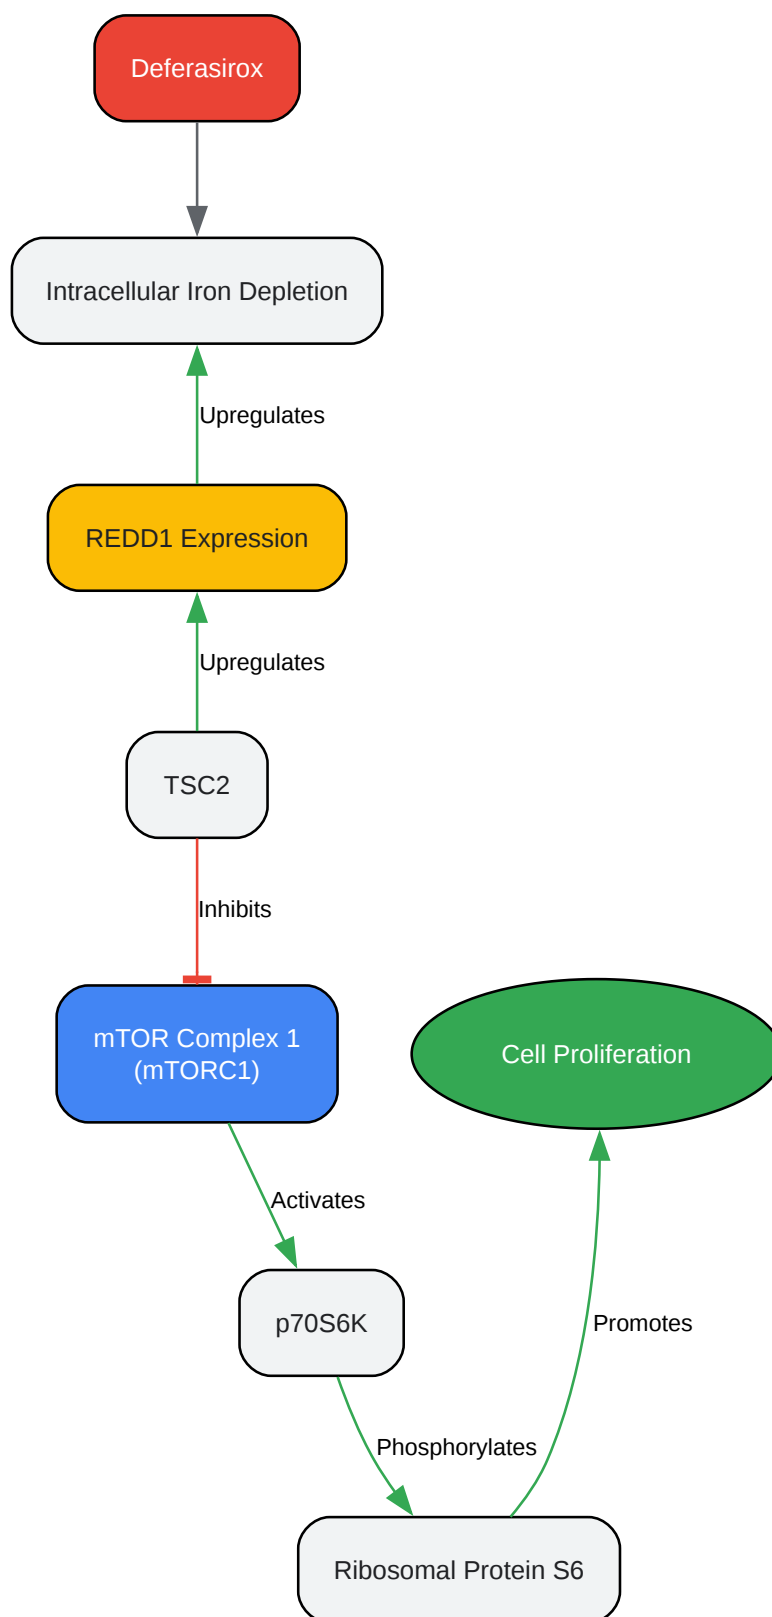 Deferasirox
Intracellular Iron Depletion
Upregulates
REDD1 Expression
Upregulates
TSC2
Inhibits
mTOR Complex 1
(mTORC1)
Cell Proliferation
Activates
p70S6K
Promotes
Phosphorylates
Ribosomal Protein S6